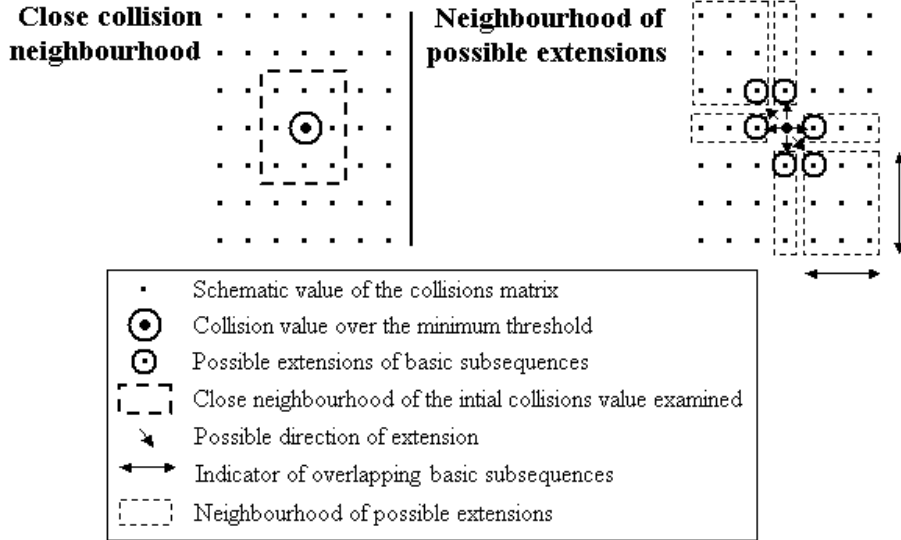 Close collision
neighbourhood
Neighbourhood of
possible extensions
Schematic value of the collisions matrix
Collision value over the minimum threshold
Possible extensions of basic subsequences
Close neighbourhood of the intial collisions value examined
Possible direction of extension
Indicator of overlapping basic subsequences
Neighbourhood of possible extensions